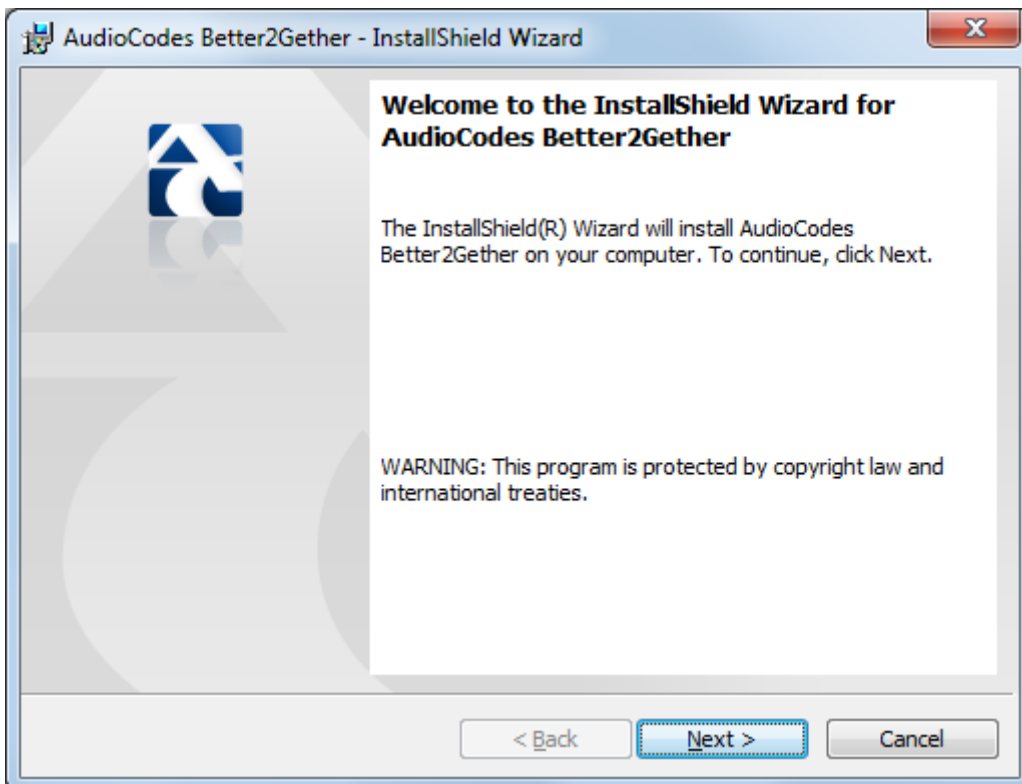 AudioCodes Better2Gether - InstallShield Wizard
Welcome to the InstallShield Wizard for
AudioCodes Better2Gether
The InstallShield(R) Wizard will install AudioCodes
Better2Gether on your computer. To continue, click Next.
WARNING: This program is protected by copyright law and
international treaties.
< Back Next > Cancel